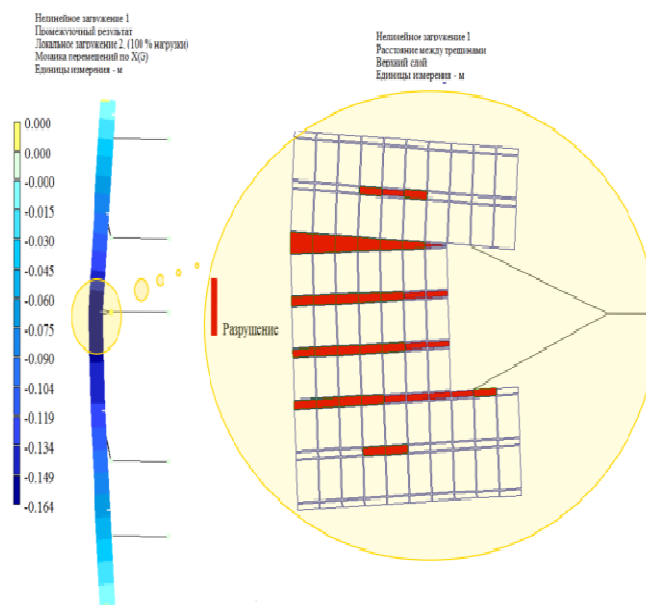 Нелинейное загружение 1
Промежуточный результат
Локальное загружение 2, (100 % нагрузки)
Мозаика перемещений по X(G)
Единицы измерения - м
Нелинейное загружение 1
Расстояние между трещинами
Верхний слой
Единицы измерения - м
0.000
0.000
-0.000
-0.015
-0.030
-0.045
-0.060
-0.075
-0.090
-0.104
-0.119
-0.134
-0.149
-0.164
Разрушение